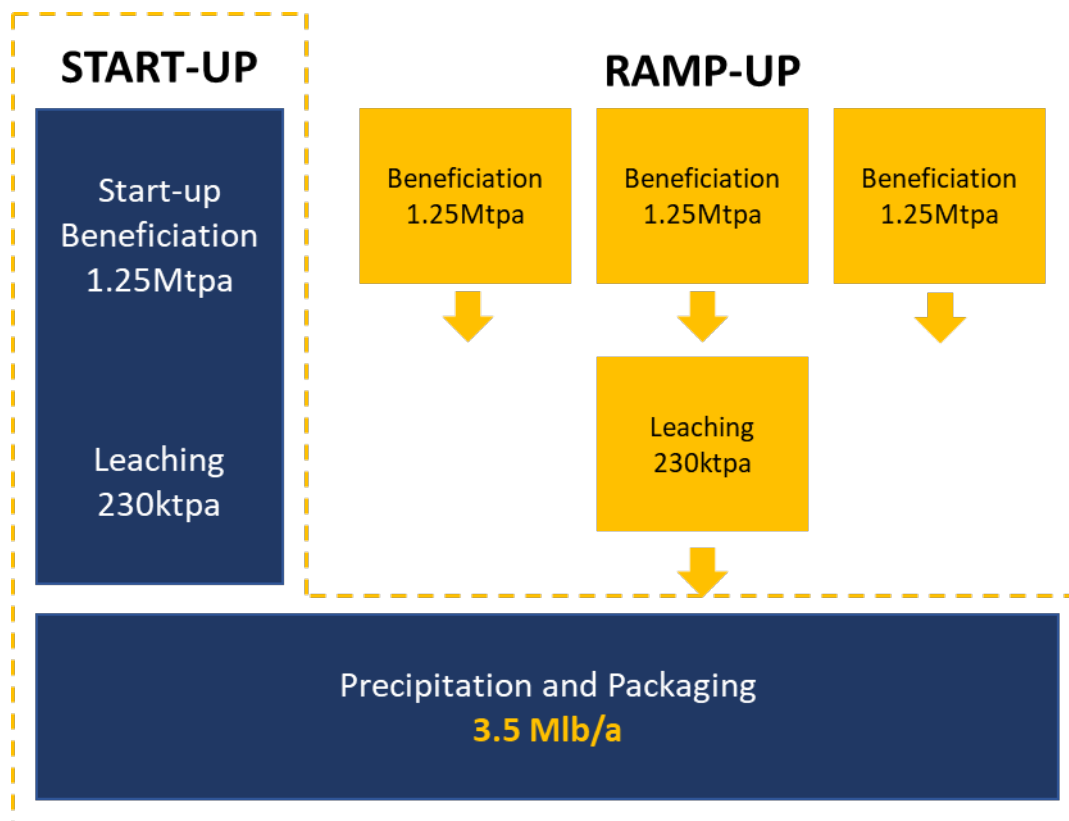 START-UP
Start-up
Beneficiation
1.25Mtpa
Leaching
230ktpa
RAMP-UP
Beneficiation
1.25Mtpa
Beneficiation
1.25Mtpa
Beneficiation
1.25Mtpa
Leaching
230ktpa
Precipitation and Packaging
3.5 Mlb/a